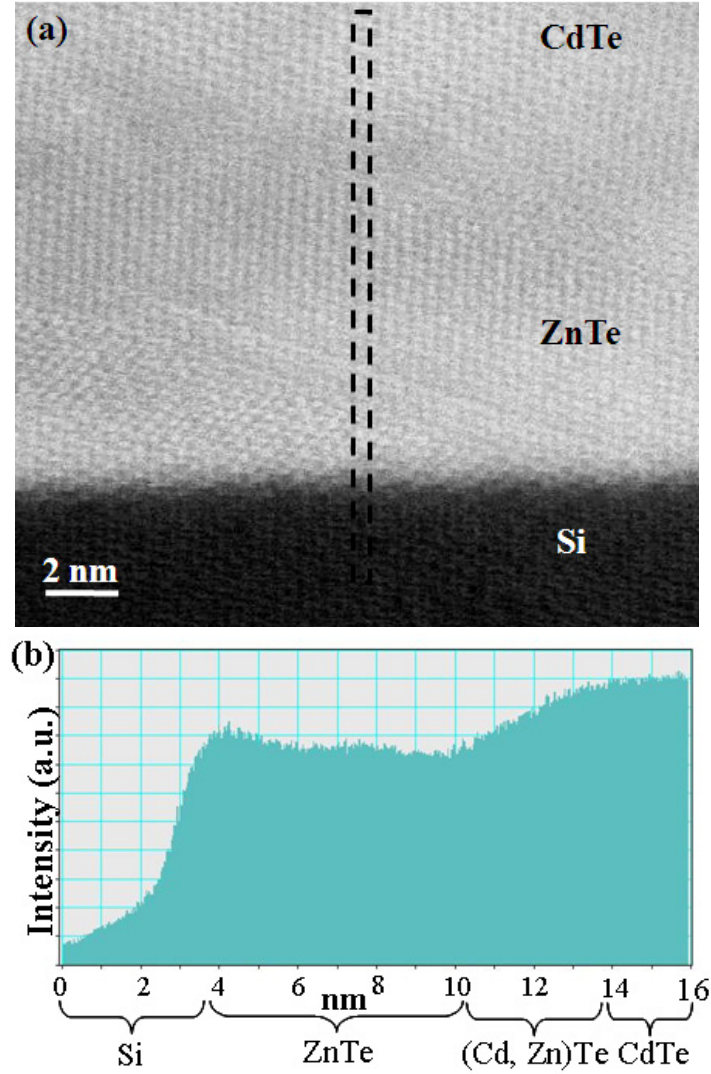 (a)
CdTe
ZnTe
Si
2 nm
(b)
Intensity (a.u.)
0 2 4 6 8 10 12 14 16
nm
Si ZnTe (Cd, Zn)Te CdTe